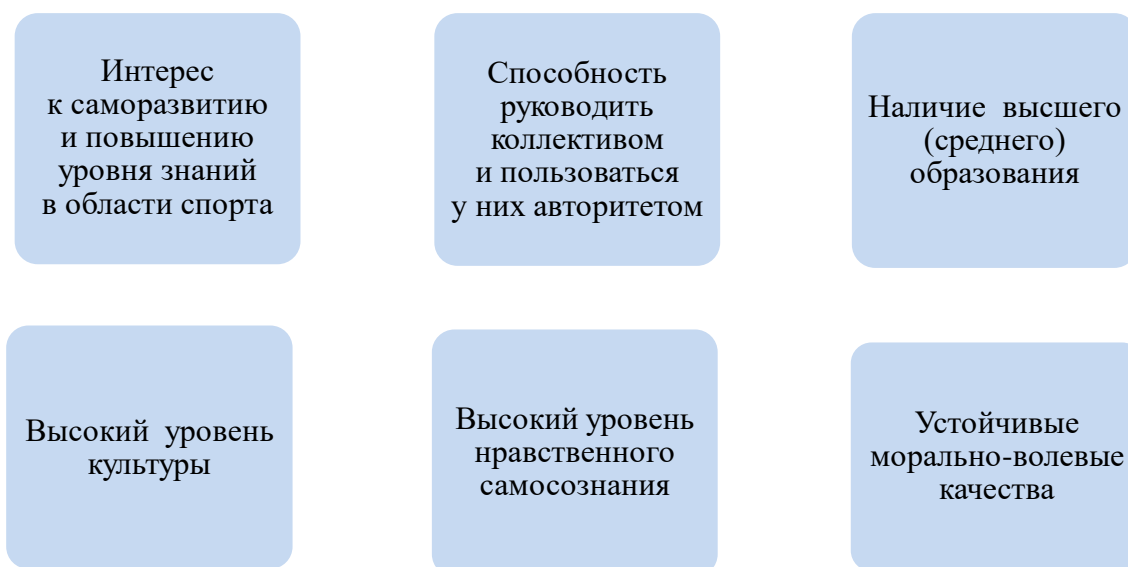 Интерес
к саморазвитию
и повышению
уровня знаний
в области спорта
Способность
руководить
коллективом
и пользоваться
у них авторитетом
Наличие высшего
(среднего)
образования
Высокий уровень
культуры
Высокий уровень
нравственного
самосознания
Устойчивые
морально-волевые
качества